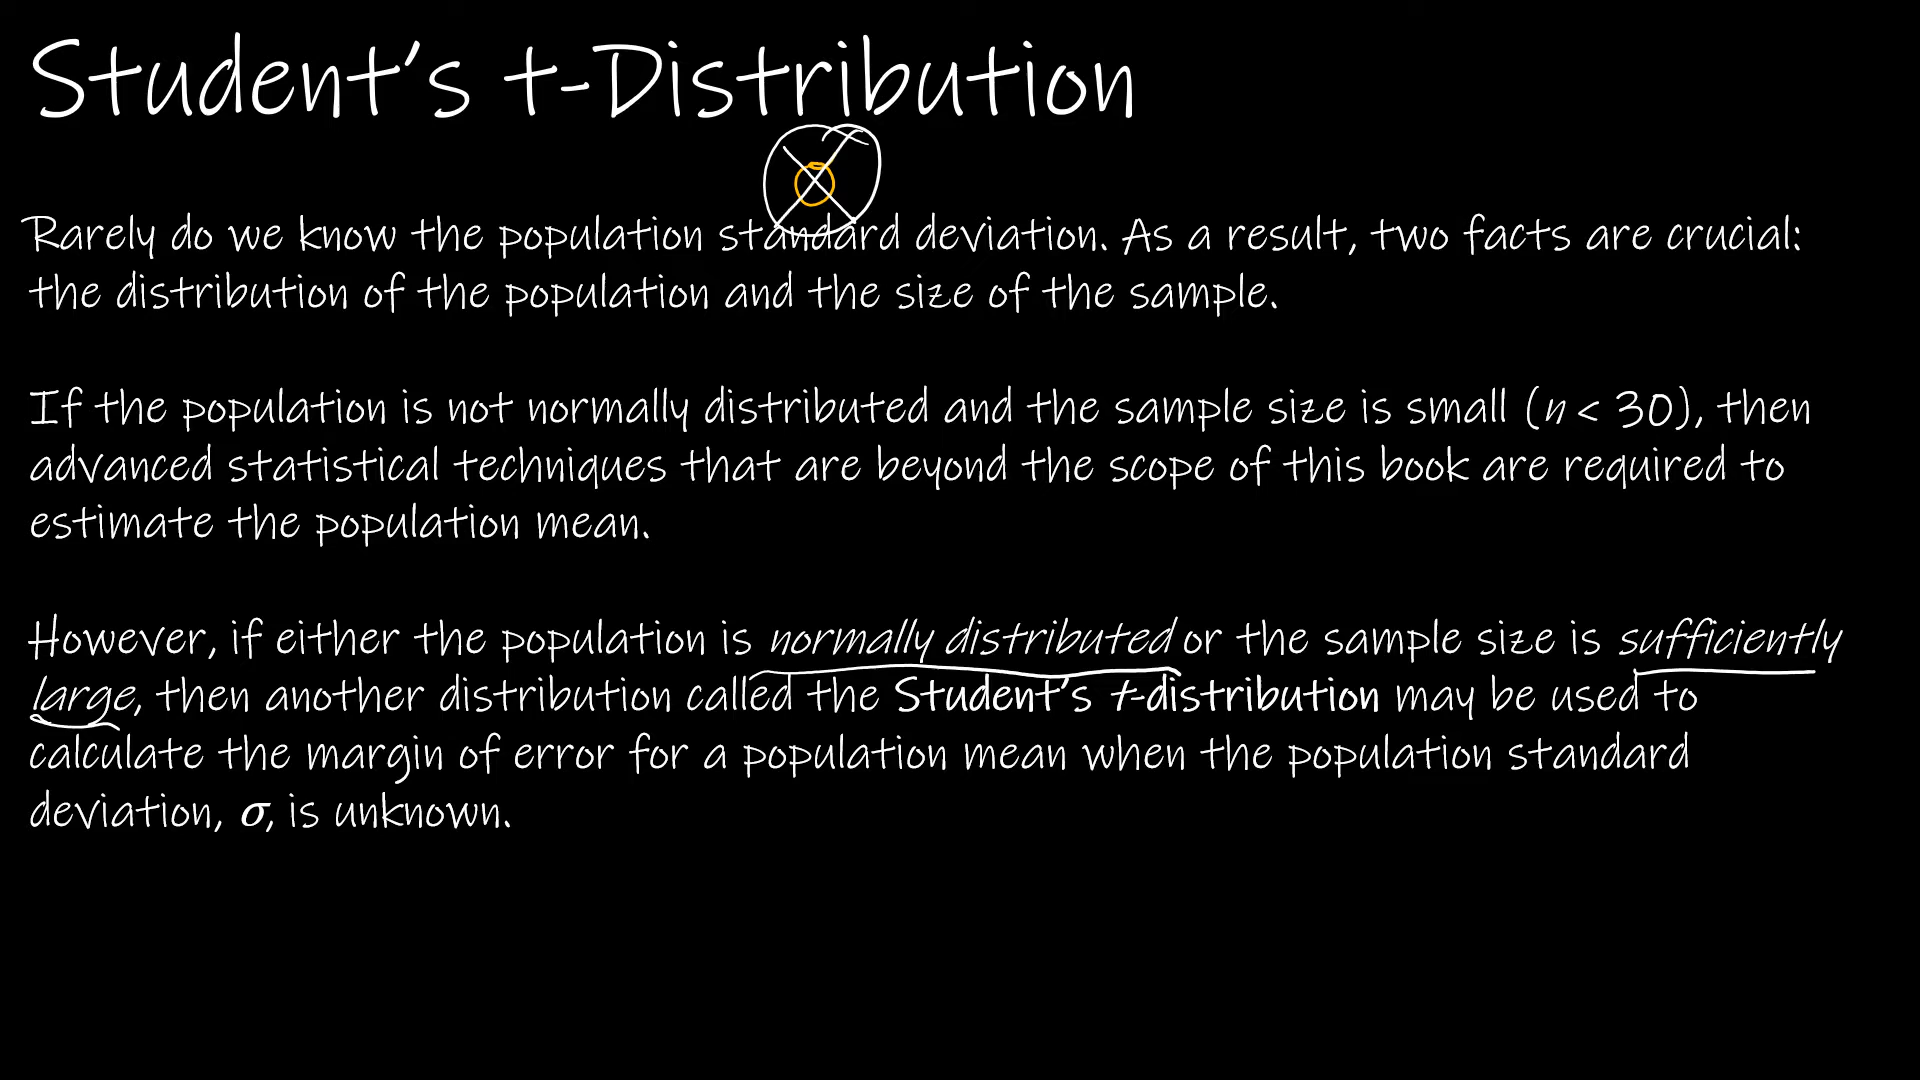 Student's t-Distribution
Rarely do we know the population standard deviation. As a result, two facts are crucial:
the distribution of the population and the size of the sample.
If the population is not normally distributed and the sample size is small (n < 30), then
advanced statistical techniques that are beyond the scope of this book are required to
estimate the population mean.
However, if either the population is normally distributed or the sample size is sufficiently
large, then another distribution called the Student's t-distribution may be used to
calculate the margin of error for a population mean when the population standard
deviation, σ, is unknown.